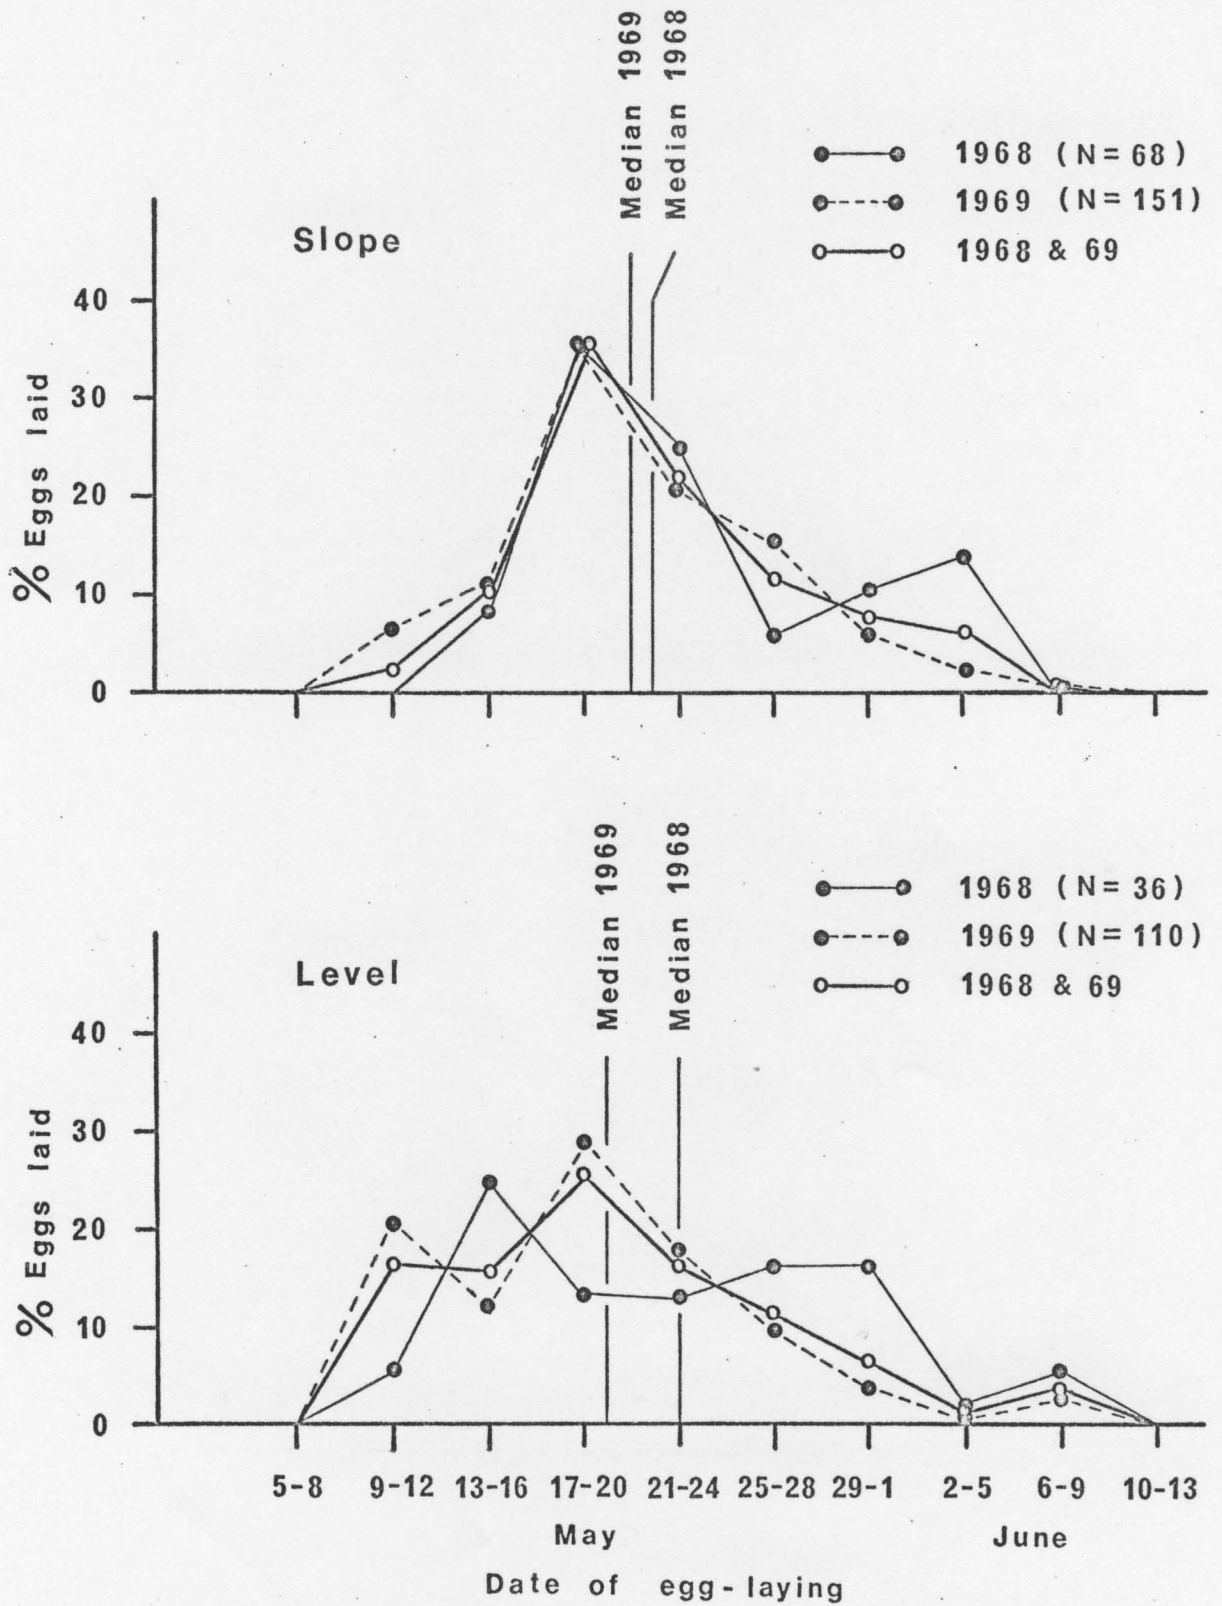 Median 1969
Median 1968
1968 (N= 68)
1969 (N= 151)
1968 & 69
Slope
40
30
20
10
0
% Eggs laid
Median 1969
Median 1968
1968 (N= 36)
1969 (N= 110)
1968 & 69
Level
40
30
20
10
0
% Eggs laid
5-8 9-12 13-16 17-20 21-24 25-28 29-1 2-5 6-9 10-13
May June
Date of egg-laying